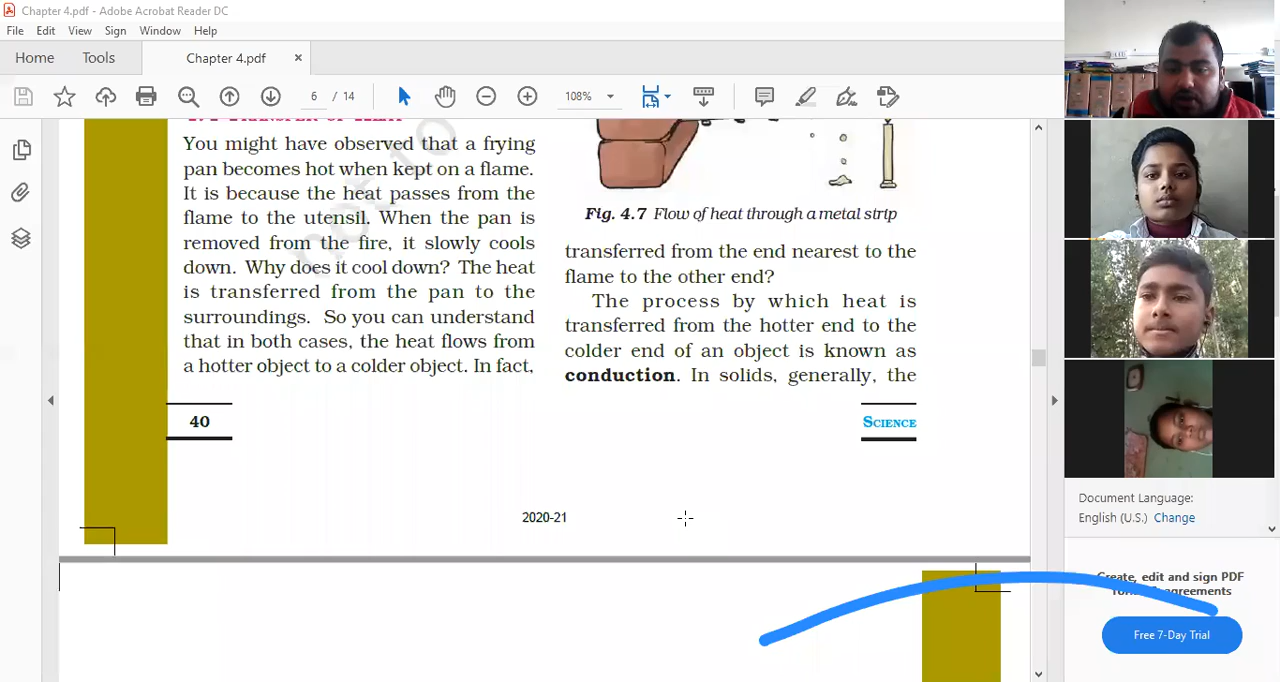 Chapter 4.pdf - Adobe Acrobat Reader DC
File Edit View Sign Window Help
Home Tools Chapter 4.pdf ×
6 / 14 108%
You might have observed that a frying
pan becomes hot when kept on a flame.
It is because the heat passes from the
flame to the utensil. When the pan is
removed from the fire, it slowly cools
down. Why does it cool down? The heat
is transferred from the pan to the
surroundings. So you can understand
that in both cases, the heat flows from
a hotter object to a colder object. In fact,
40
Fig. 4.7 Flow of heat through a metal strip
transferred from the end nearest to the
flame to the other end?
The process by which heat is
transferred from the hotter end to the
colder end of an object is known as
conduction. In solids, generally, the
SCIENCE
2020-21
not to
Document Language:
English (U.S.) Change
Create, edit and sign PDF
agreements
Free 7-Day Trial